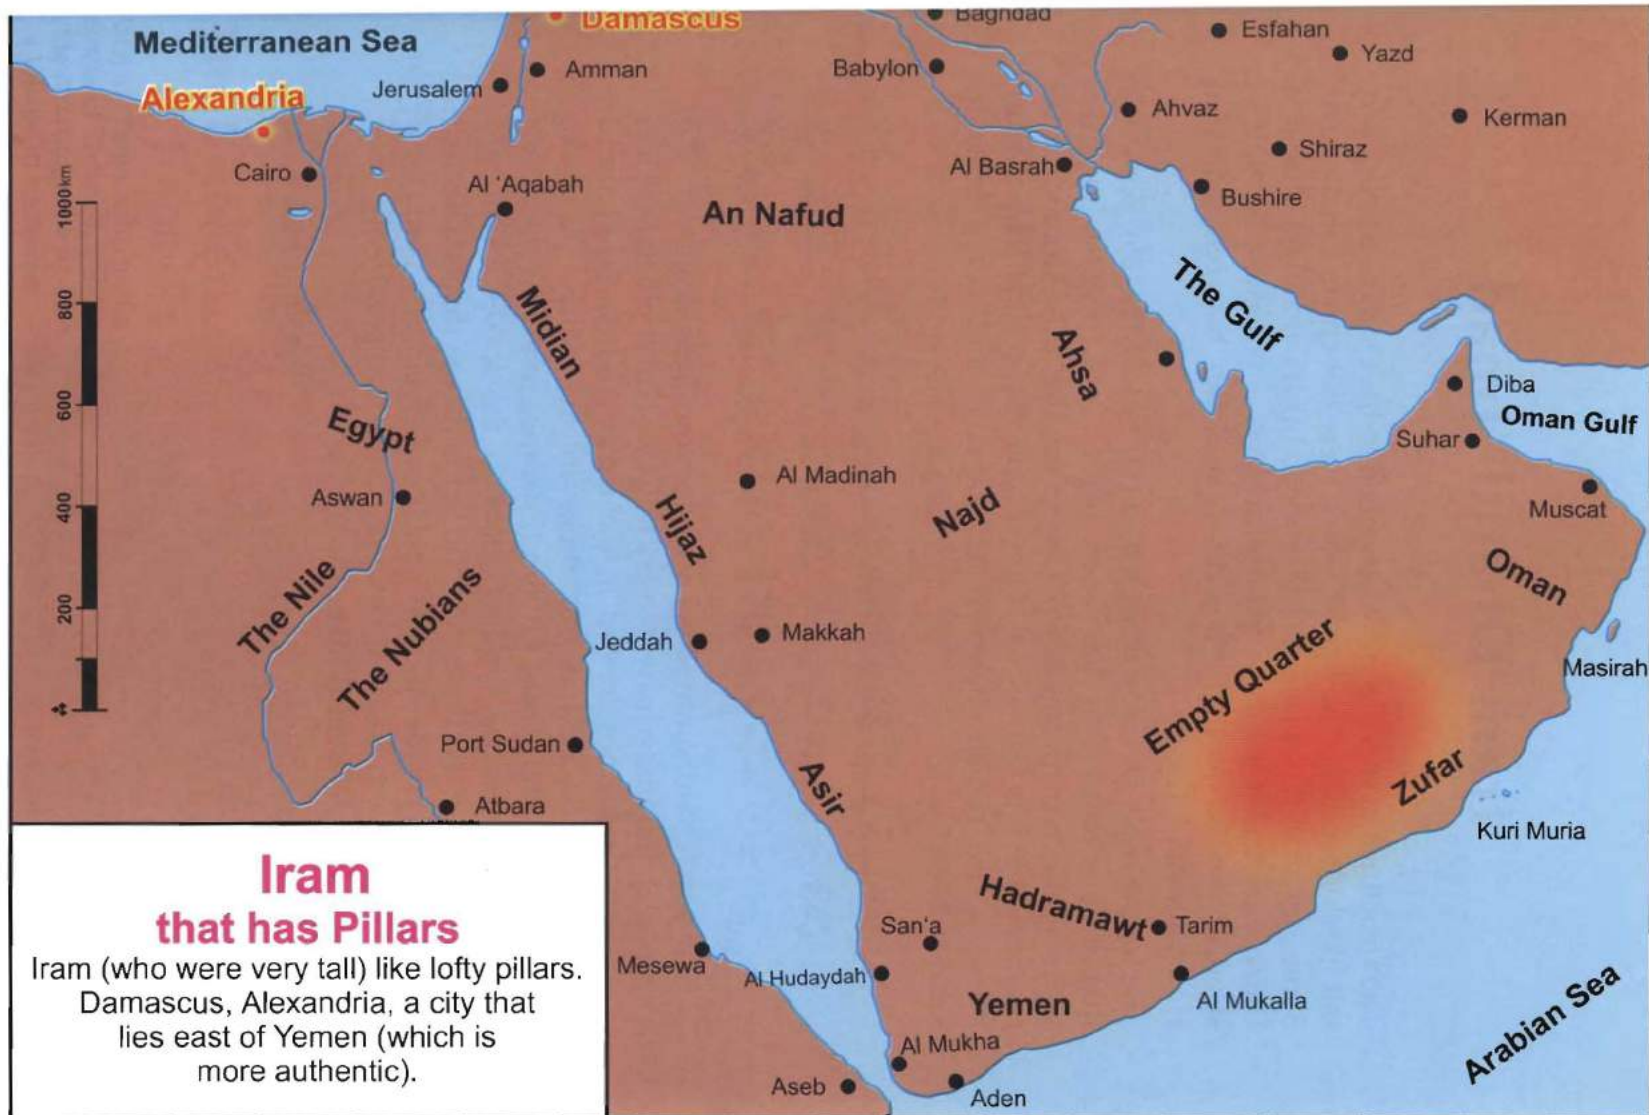 Mediterranean Sea
Damascus
Baghdad
Esfahan
Yazd
Amman
Babylon
Jerusalem
Alexandria
Ahvaz
Kerman
Shiraz
Cairo
Al 'Aqabah
Al Basrah
Bushire
An Nafud
1000 km
800
600
400
200
The Gulf
Midian
Ahsa
Diba
Oman Gulf
Egypt
Suhar
Al Madinah
Aswan
Hijaz
Najd
Muscat
Oman
The Nile
The Nubians
Jeddah
Makkah
Empty Quarter
Masirah
Port Sudan
Asir
Zufar
Atbara
Kuri Muria
Hadramawt
Tarim
San'a
Mesewa
Al Hudaydah
Yemen
Al Mukalla
Arabian Sea
Al Mukha
Aseb
Aden
Iram
that has Pillars
Iram (who were very tall) like lofty pillars.
Damascus, Alexandria, a city that
lies east of Yemen (which is
more authentic).